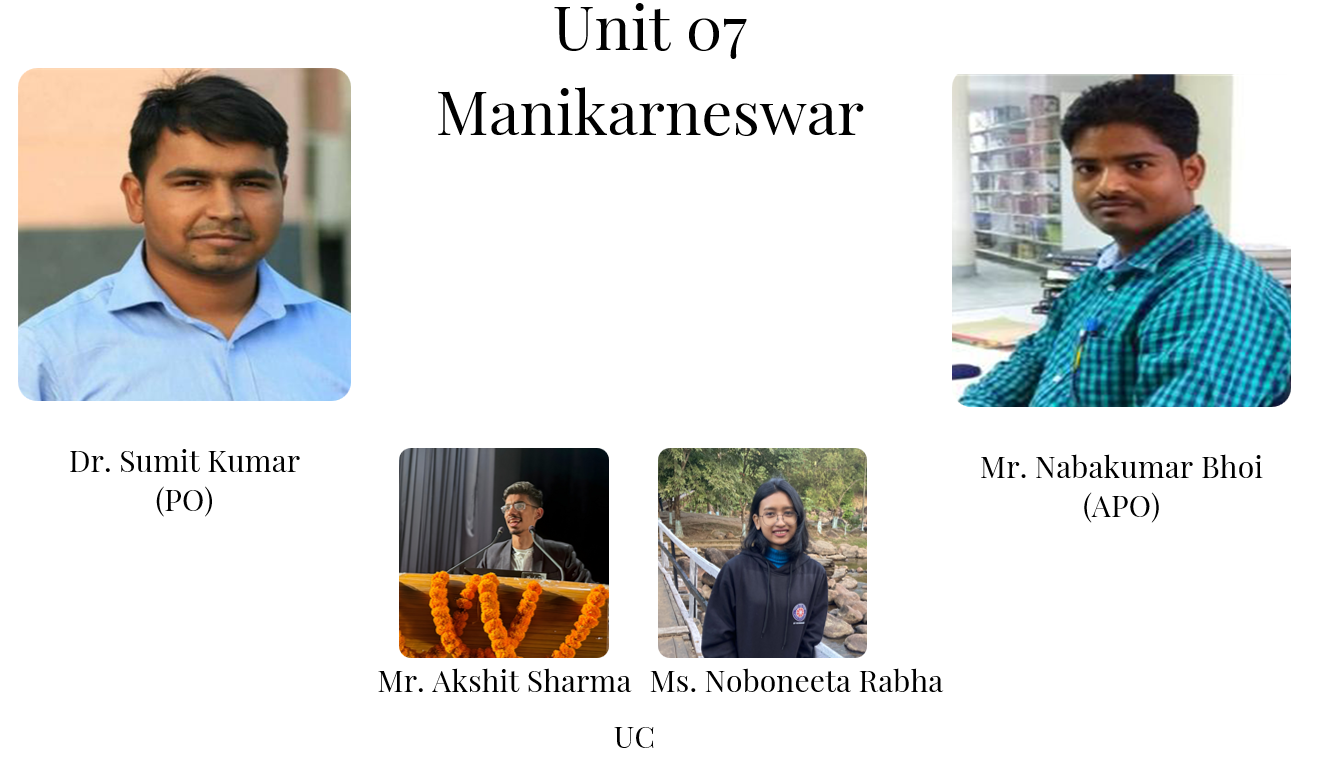 Unit 07
Manikarneswar
Dr. Sumit Kumar
(PO)
Mr. Nabakumar Bhoi
(APO)
Mr. Akshit Sharma
Ms. Noboneeta Rabha
UC